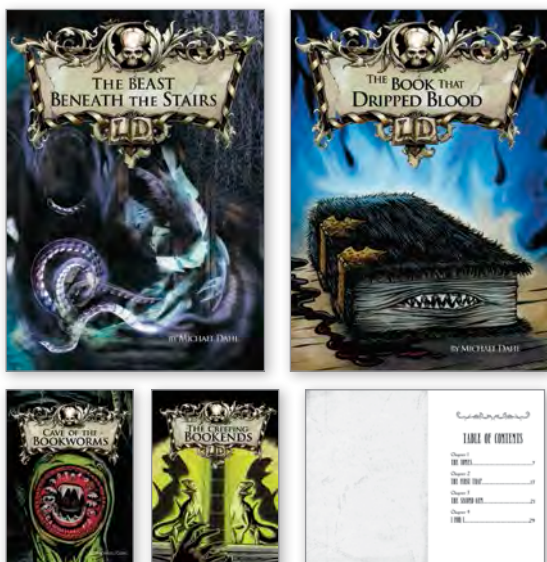 THE BEAST
BENEATH THE STAIRS
LD
BY MICHAEL DAHL
THE BOOK THAT
DRIPPED BLOOD
LD
BY MICHAEL DAHL
CAVE OF THE
BOOKWORMS
THE CREEPING
BOOKENDS
LD
TABLE OF CONTENTS
Chapter 1
Chapter 2
Chapter 3
Chapter 4